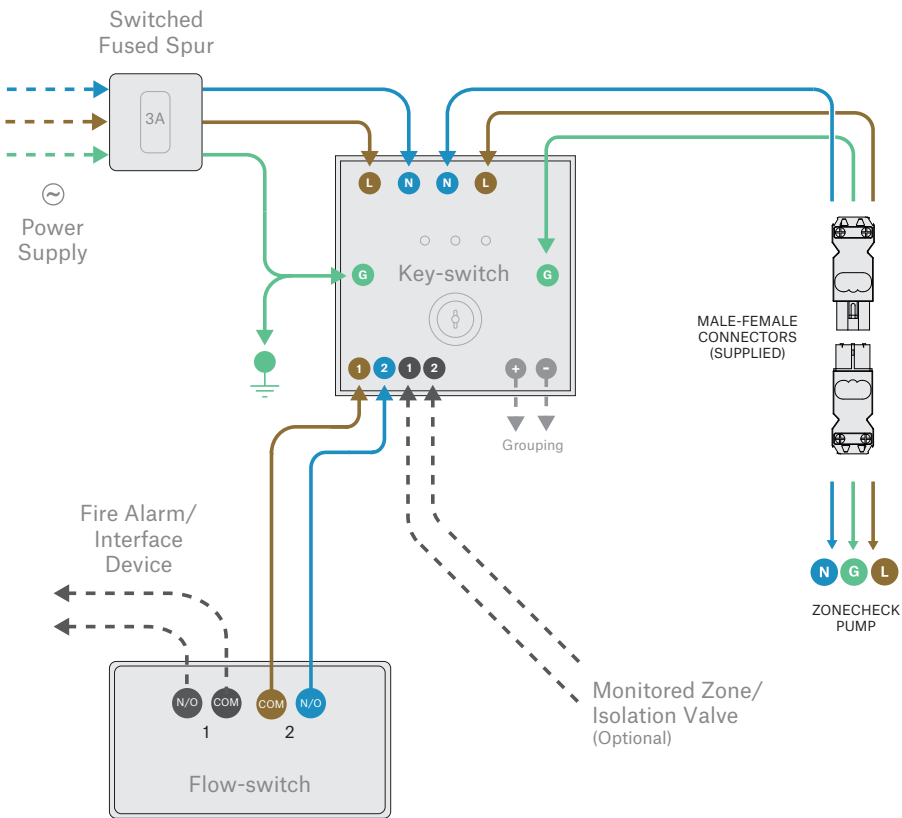 Switched
Fused Spur
3A
Power
Supply
L N N L
G Key-switch G
1 2 1 2 + -
Grouping
MALE-FEMALE
CONNECTORS
(SUPPLIED)
N G L
ZONECHECK
PUMP
Fire Alarm/
Interface
Device
N/O COM COM N/O
1 2
Flow-switch
Monitored Zone/
Isolation Valve
(Optional)